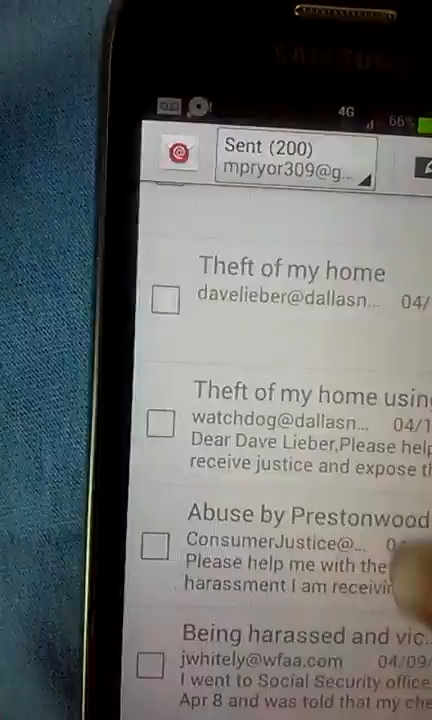 SAMSUNG
4G
66%
Sent (200)
mpryor309@g...
Theft of my home
davelieber@dallasn... 04/
Theft of my home using
watchdog@dallasn... 04/1
Dear Dave Lieber,Please help
receive justice and expose th
Abuse by Prestonwood
ConsumerJustice@...
Please help me with the
harassment I am receivin
Being harassed and vic...
jwhitely@wfaa.com 04/09/
I went to Social Security office
Apr 8 and was told that my che